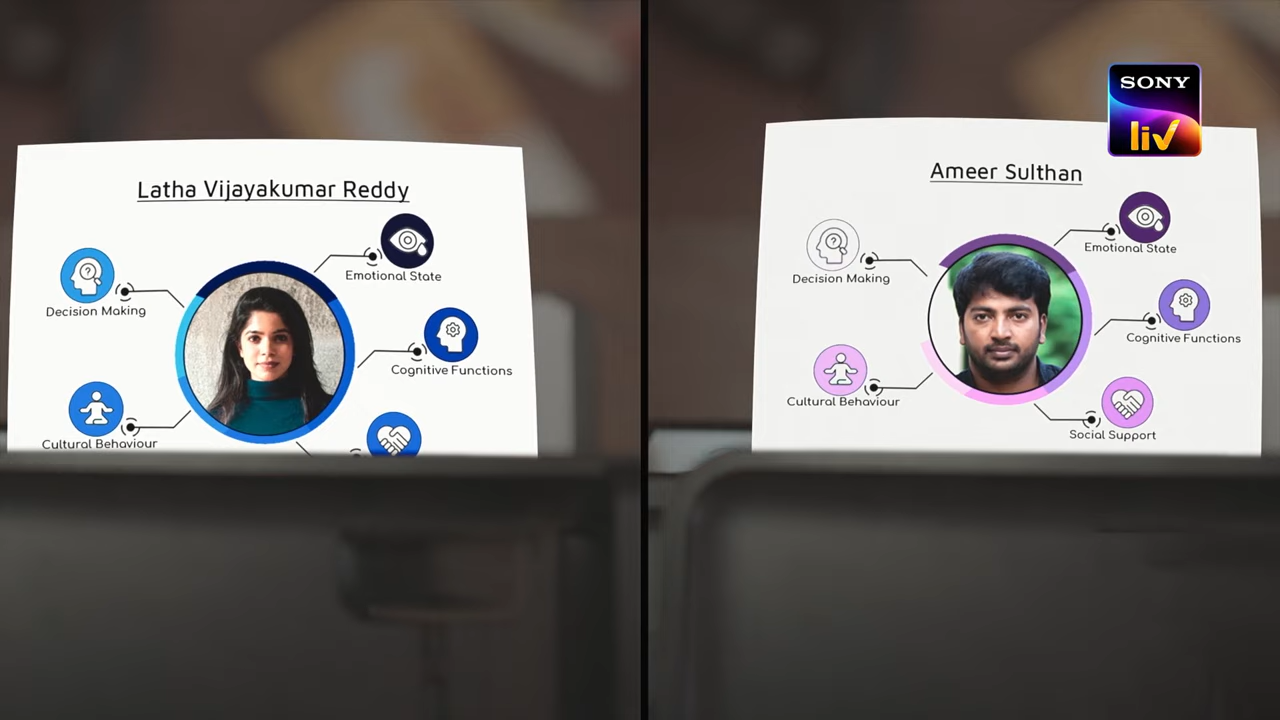 Latha Vijayakumar Reddy
Emotional State
Decision Making
Cognitive Functions
Cultural Behaviour
SONY
liv
Ameer Sulthan
Emotional State
Decision Making
Cognitive Functions
Cultural Behaviour
Social Support